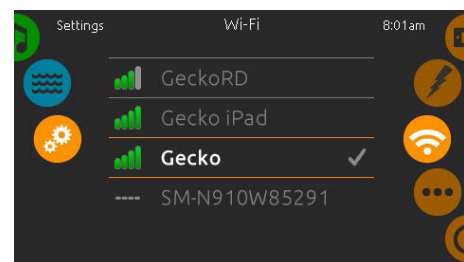 Settings Wi-Fi 8:01am
GeckoRD
Gecko iPad
Gecko
SM-N910W85291